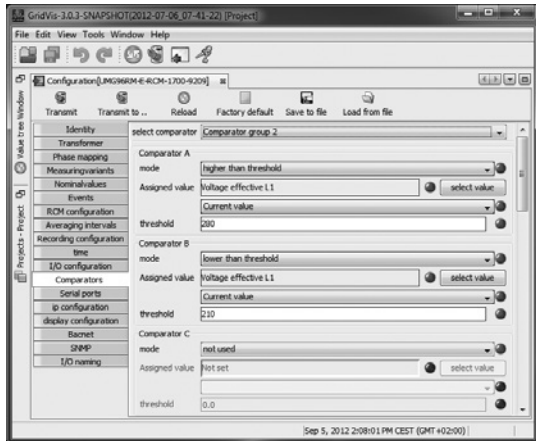 GridVis-3.0.3-SNAPSHOT(2012-07-06_07-41-22) [Project]
File Edit View Tools Window Help
Configuration[UMG96RM-E-RCM-1700-9209]
Transmit Transmit to .. Reload Factory default Save to file Load from file
Value tree Window
Projects - Project
Identity
Transformer
Phase mapping
Measuringvariants
Nominalvalues
Events
RCM configuration
Averaging intervals
Recording configuration
time
I/O configuration
Comparators
Serial ports
ip configuration
display configuration
Bacnet
SNMP
I/O naming
select comparator Comparator group 2
Comparator A
mode higher than threshold
Assigned value Voltage effective L1 select value
Current value
threshold 280
Comparator B
mode lower than threshold
Assigned value Voltage effective L1 select value
Current value
threshold 210
Comparator C
mode not used
Assigned value Not set select value
threshold 0.0
Sep 5, 2012 2:08:01 PM CEST (GMT+02:00)